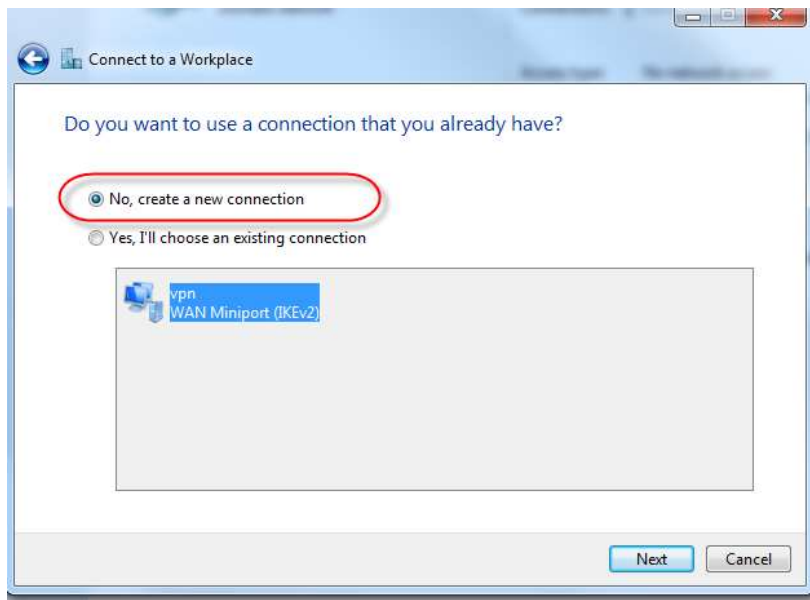 Connect to a Workplace
Do you want to use a connection that you already have?
No, create a new connection
Yes, I'll choose an existing connection
vpn
WAN Miniport (IKEv2)
Next
Cancel